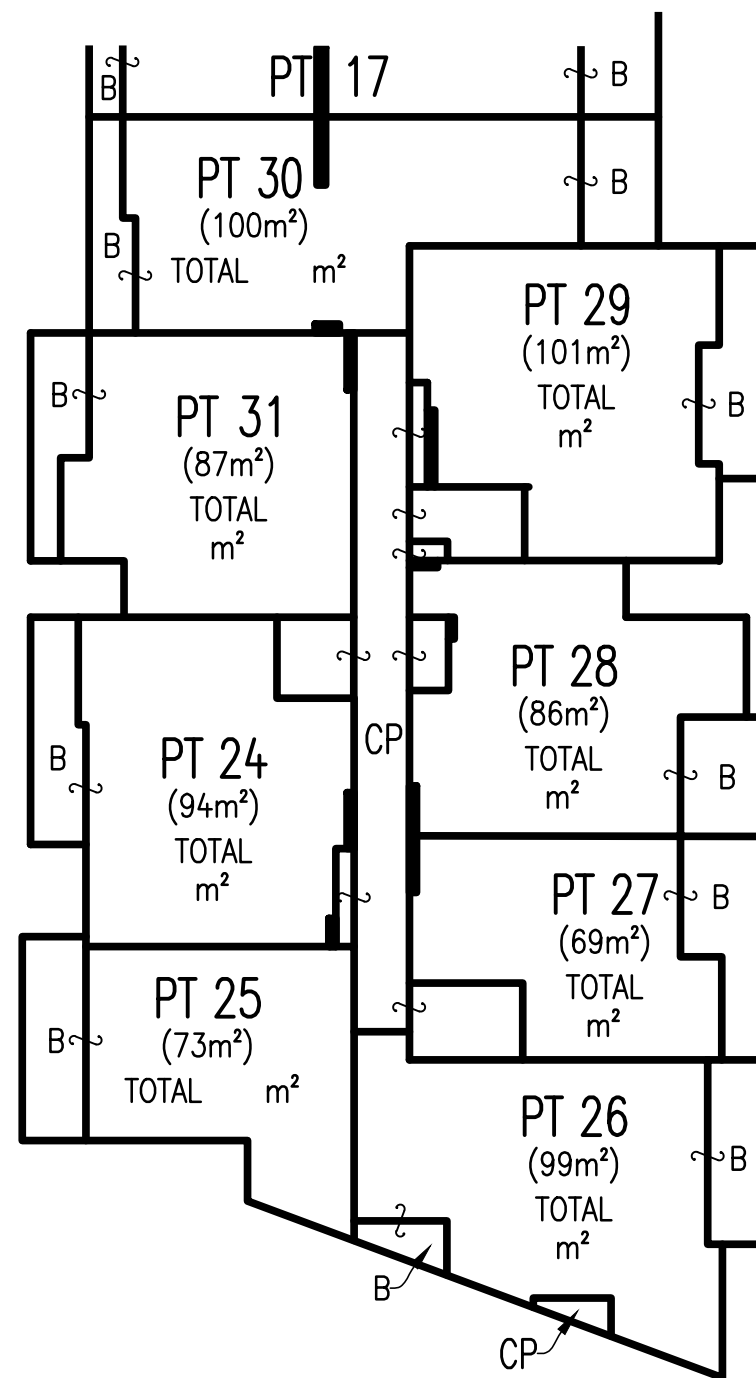 B
PT 17
B
PT 30
(100m²)
TOTAL m²
B
B
PT 29
(101m²)
TOTAL
m²
B
B
PT 31
(87m²)
TOTAL
m²
PT 28
(86m²)
TOTAL
m²
B
CP
B
PT 24
(94m²)
TOTAL
m²
PT 27
(69m²)
TOTAL
m²
B
PT 25
(73m²)
TOTAL m²
B
PT 26
(99m²)
TOTAL
m²
B
B
CP